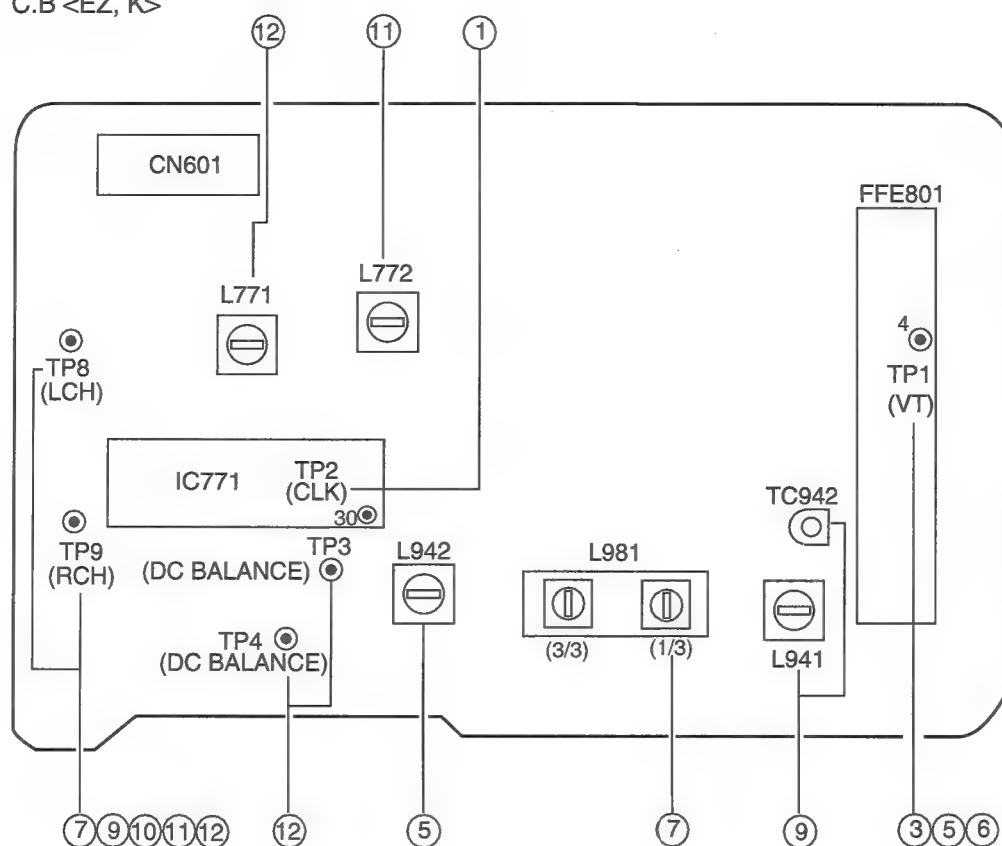 C.B <EZ, K>
⑫ ⑪ ①
CN601
FFE801
L771
L772
TP8
(LCH)
4
TP1
(VT)
IC771
TP2
(CLK)
30
TC942
TP9
(RCH)
TP3
(DC BALANCE)
L942
L981
TP4
(DC BALANCE)
(3/3)
(1/3)
L941
⑦⑨⑩⑪⑫ ⑫ ⑤ ⑦ ⑨ ③⑤⑥